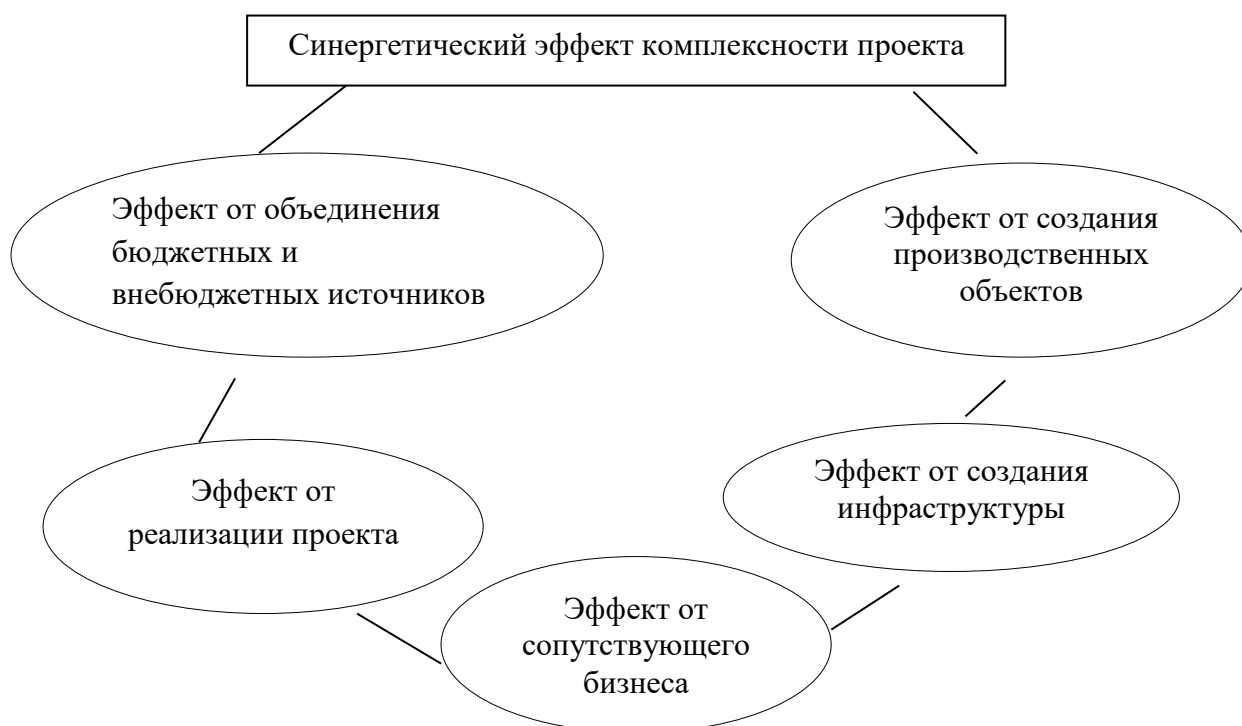 Синергетический эффект комплексности проекта
Эффект от объединения
бюджетных и
внебюджетных источников
Эффект от создания
производственных
объектов
Эффект от
реализации проекта
Эффект от создания
инфраструктуры
Эффект от
сопутствующего
бизнеса